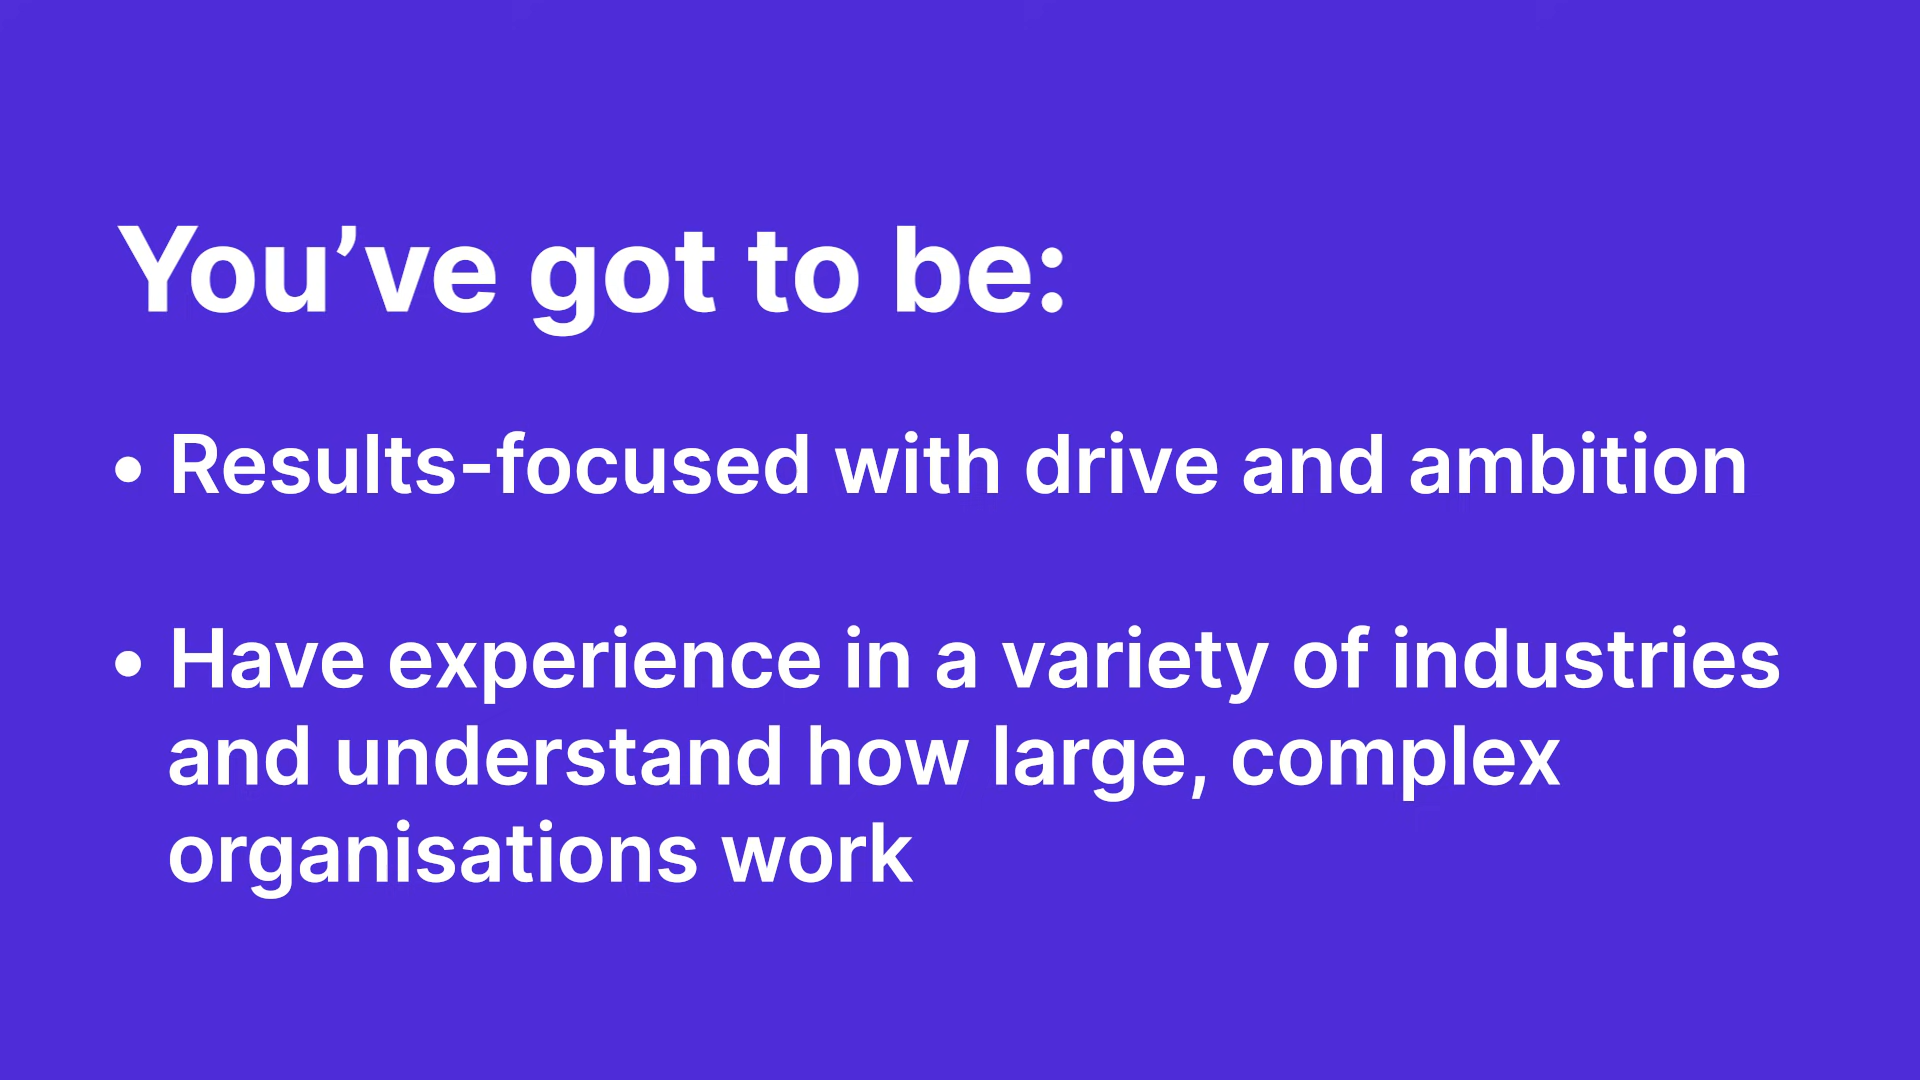 You’ve got to be:
• Results-focused with drive and ambition
• Have experience in a variety of industries
and understand how large, complex
organisations work